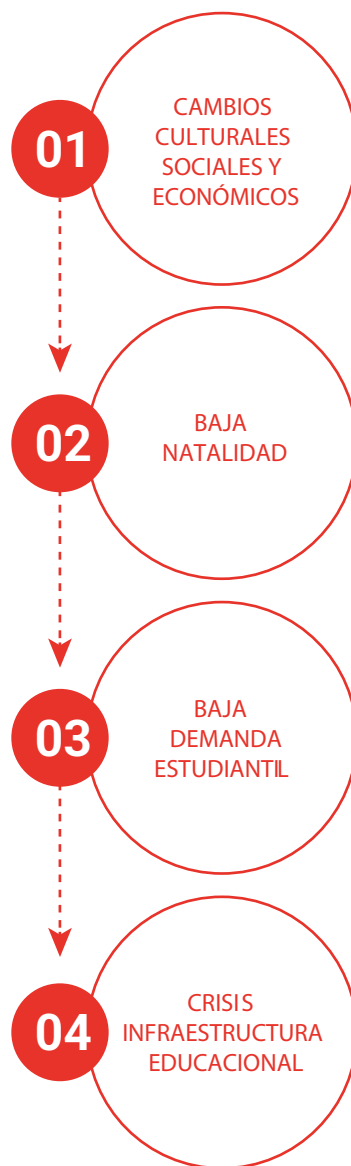 01
CAMBIOS
CULTURALES
SOCIALES Y
ECONÓMICOS
02
BAJA
NATALIDAD
03
BAJA
DEMANDA
ESTUDIANTIL
04
CRISIS
INFRAESTRUCTURA
EDUCACIONAL